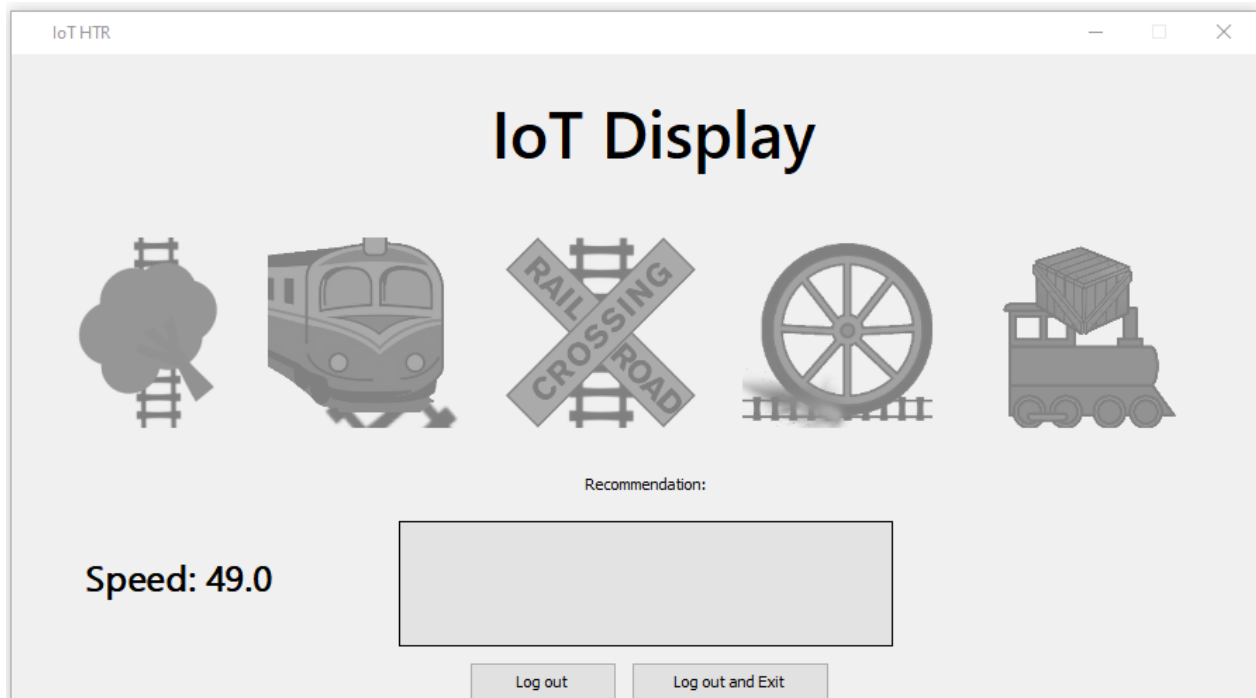 IoT HTR
IoT Display
RAIL
CROSSING
ROAD
Recommendation:
Speed: 49.0
Log out
Log out and Exit